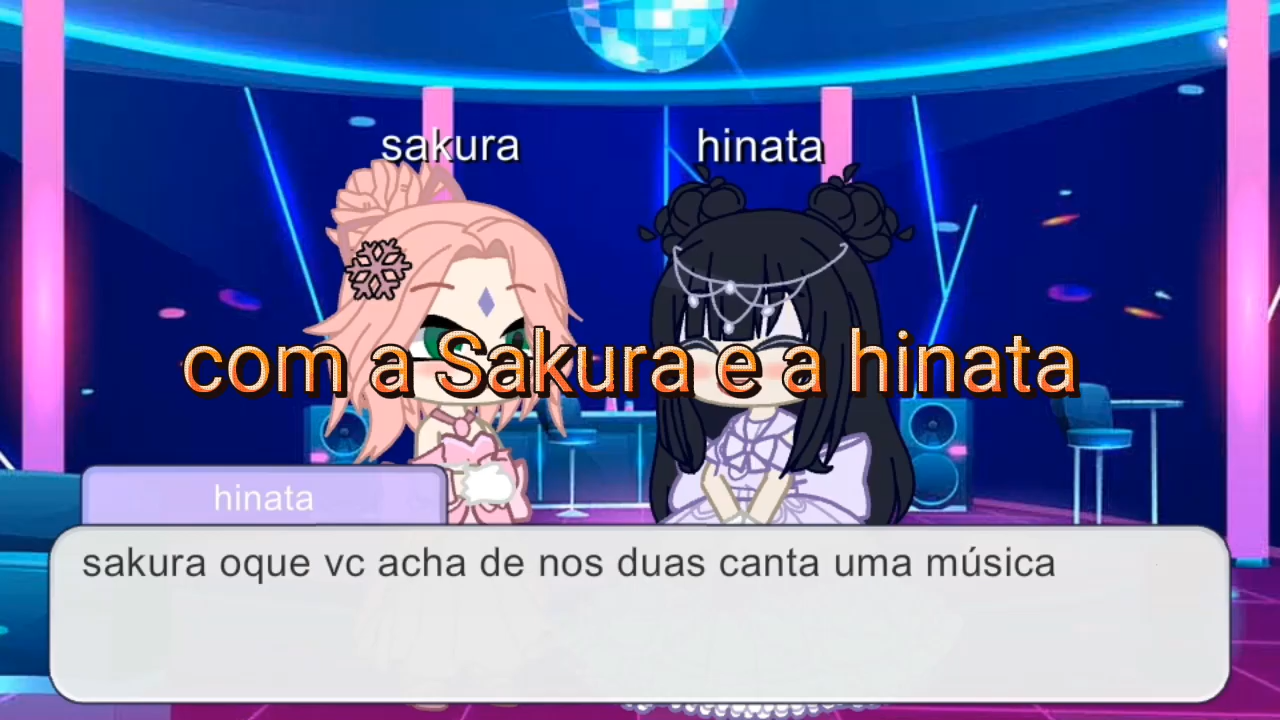 sakura
hinata
com a Sakura e a hinata
hinata
sakura oque vc acha de nos duas canta uma música